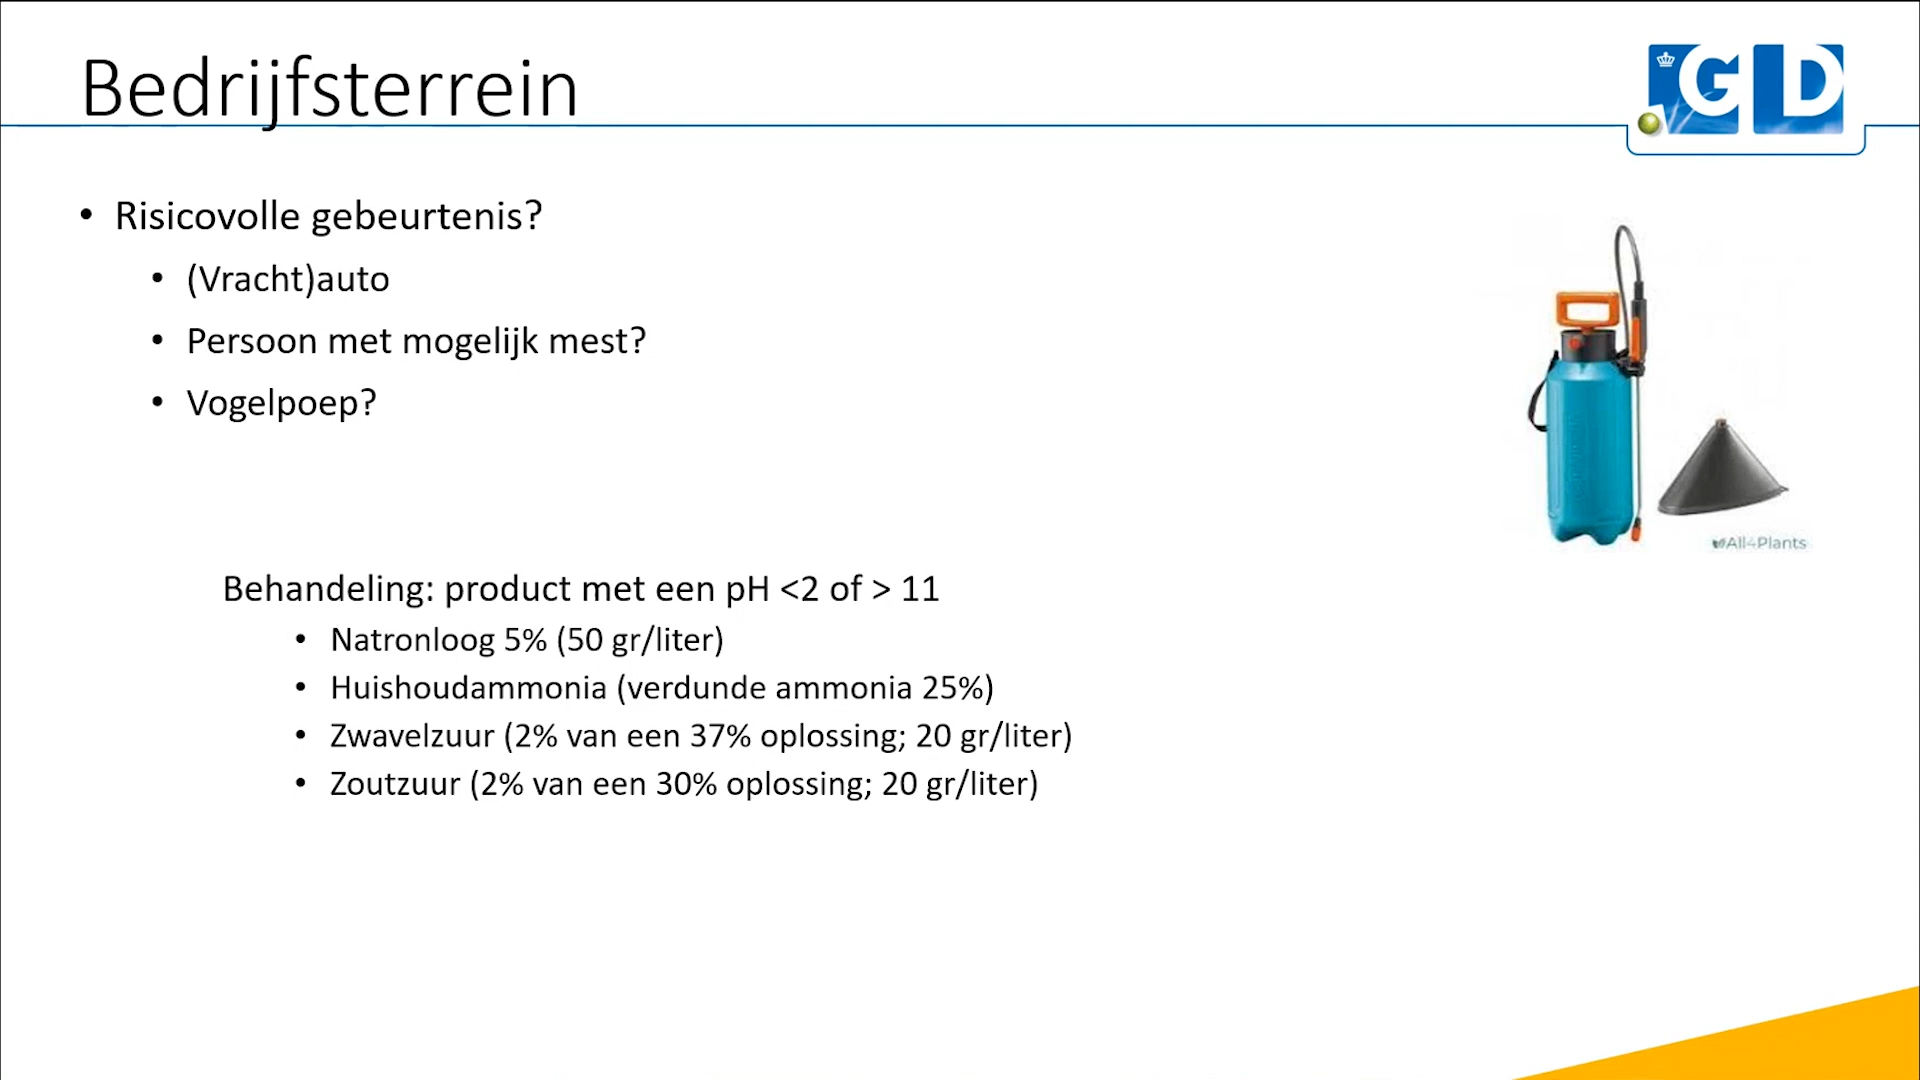 Bedrijfsterrein
GD
• Risicovolle gebeurtenis?
• (Vracht)auto
• Persoon met mogelijk mest?
• Vogelpoep?
All4Plants
Behandeling: product met een pH <2 of > 11
• Natronloog 5% (50 gr/liter)
• Huishoudammonia (verdunde ammonia 25%)
• Zwavelzuur (2% van een 37% oplossing; 20 gr/liter)
• Zoutzuur (2% van een 30% oplossing; 20 gr/liter)